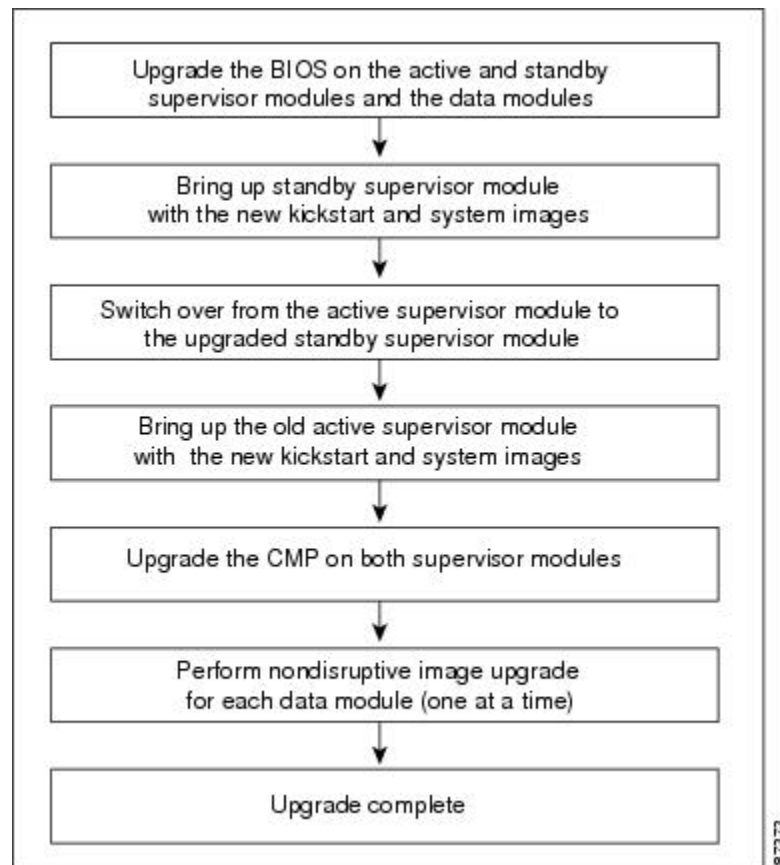 Upgrade the BIOS on the active and standby
supervisor modules and the data modules
Bring up standby supervisor module
with the new kickstart and system images
Switch over from the active supervisor module to
the upgraded standby supervisor module
Bring up the old active supervisor module
with the new kickstart and system images
Upgrade the CMP on both supervisor modules
Perform nondisruptive image upgrade
for each data module (one at a time)
Upgrade complete